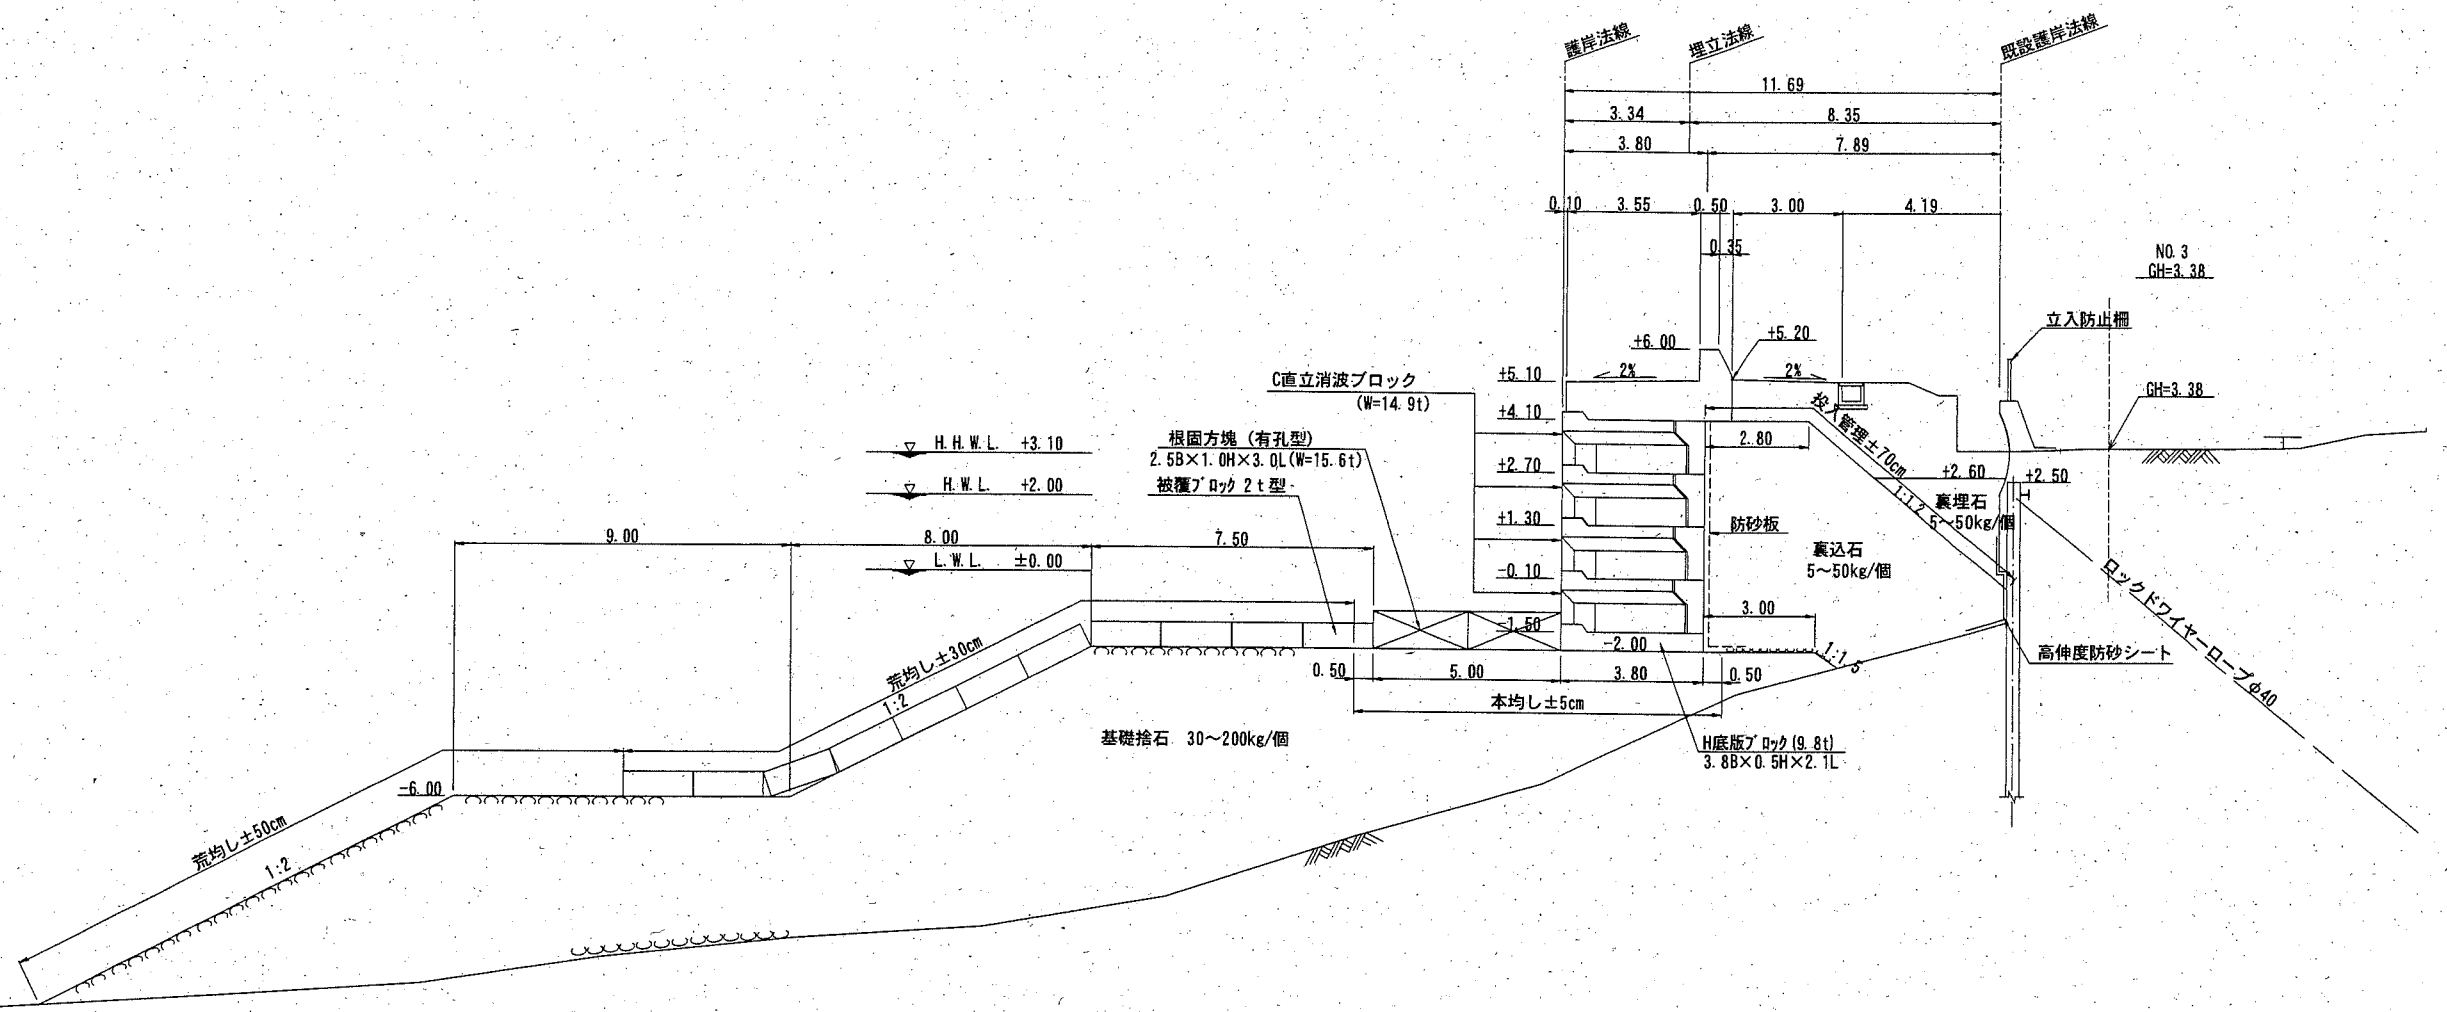 護岸法線
埋立法線
既設護岸法線
11.69
3.34
8.35
3.80
7.89
0.10
3.55
0.50
3.00
4.19
0.35
NO.3
GH=3.38
立入防止柵
+6.00
+5.20
C直立消波ブロック
(W=14.9t)
+5.10
2%
2%
GH=3.38
+4.10
投入管理±70cm
H.H.W.L. +3.10
根固方塊 (有孔型)
2.5B×1.0H×3.0L(W=15.6t)
2.80
+2.70
+2.60
+2.50
H.W.L. +2.00
被覆ブロック2t型
1:1.2
裏埋石
5~50kg/個
+1.30
防砂板
9.00
8.00
7.50
L.W.L. ±0.00
裏込石
5~50kg/個
-0.10
ロックドワイヤーロープφ40
3.00
-1.50
-2.00
1:1.5
高伸度防砂シート
荒均し±30cm
1:2
0.50
5.00
3.80
0.50
本均し±5cm
基礎捨石 30~200kg/個
H底版ブロック(9.8t)
3.8B×0.5H×2.1L
-6.00
荒均し±50cm
1:2